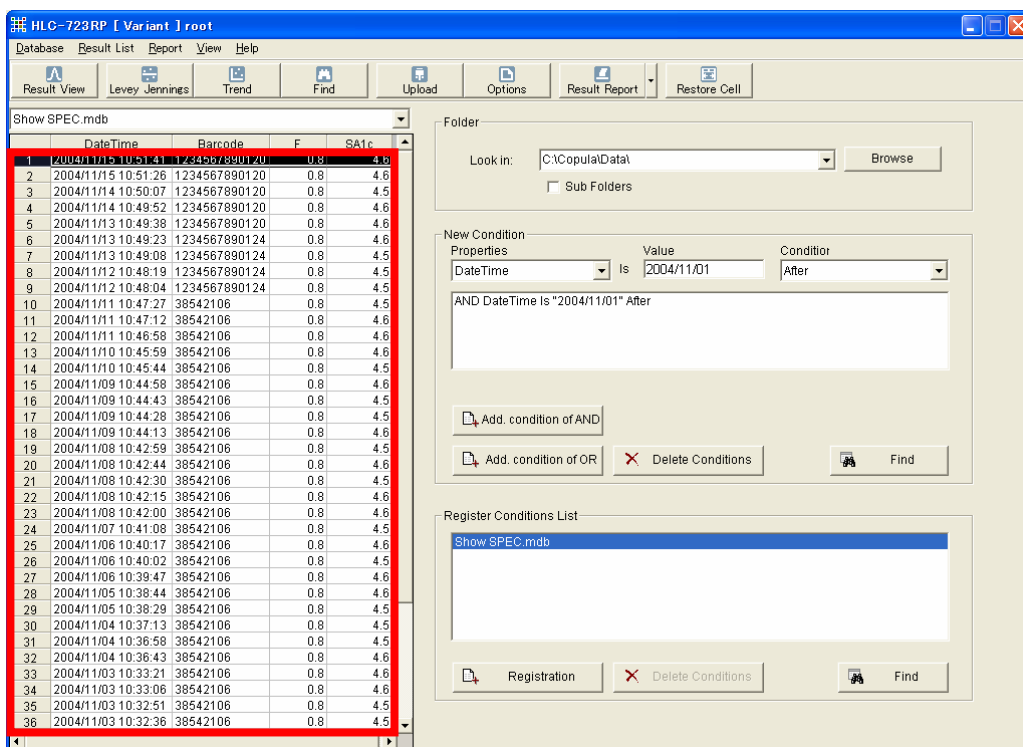 HLC-723RP [ Variant ] root
Database Result List Report View Help
Result View Levey Jennings Trend Find Upload Options Result Report Restore Cell
Show SPEC.mdb
DateTime Barcode F SA1c
1 2004/11/15 10:51:41 1234567890120 0.8 4.6
2 2004/11/15 10:51:26 1234567890120 0.8 4.6
3 2004/11/14 10:50:07 1234567890120 0.8 4.5
4 2004/11/14 10:49:52 1234567890120 0.8 4.6
5 2004/11/13 10:49:38 1234567890120 0.8 4.6
6 2004/11/13 10:49:23 1234567890124 0.8 4.6
7 2004/11/13 10:49:08 1234567890124 0.8 4.5
8 2004/11/12 10:48:19 1234567890124 0.8 4.6
9 2004/11/12 10:48:04 1234567890124 0.8 4.6
10 2004/11/11 10:47:27 38542106 0.8 4.6
11 2004/11/11 10:47:12 38542106 0.8 4.6
12 2004/11/11 10:46:58 38542106 0.8 4.6
13 2004/11/10 10:45:59 38542106 0.8 4.6
14 2004/11/10 10:45:44 38542106 0.8 4.5
15 2004/11/09 10:44:58 38542106 0.8 4.6
16 2004/11/09 10:44:43 38542106 0.8 4.6
17 2004/11/09 10:44:28 38542106 0.8 4.5
18 2004/11/09 10:44:13 38542106 0.8 4.6
19 2004/11/08 10:42:59 38542106 0.8 4.5
20 2004/11/08 10:42:44 38542106 0.8 4.6
21 2004/11/08 10:42:30 38542106 0.8 4.5
22 2004/11/08 10:42:15 38542106 0.8 4.6
23 2004/11/08 10:42:00 38542106 0.8 4.6
24 2004/11/07 10:41:08 38542106 0.8 4.5
25 2004/11/06 10:40:17 38542106 0.8 4.6
26 2004/11/06 10:40:02 38542106 0.8 4.6
27 2004/11/06 10:39:47 38542106 0.8 4.6
28 2004/11/05 10:38:44 38542106 0.8 4.6
29 2004/11/05 10:38:29 38542106 0.8 4.5
30 2004/11/04 10:37:13 38542106 0.8 4.5
31 2004/11/04 10:36:58 38542106 0.8 4.5
32 2004/11/04 10:36:43 38542106 0.8 4.6
33 2004/11/03 10:33:21 38542106 0.8 4.6
34 2004/11/03 10:33:06 38542106 0.8 4.6
35 2004/11/03 10:32:51 38542106 0.8 4.5
36 2004/11/03 10:32:36 38542106 0.8 4.5
Folder
Look in: C:\Copula\Data\ Browse
Sub Folders
New Condition
Properties Value Conditior
DateTime Is 2004/11/01 After
AND DateTime Is "2004/11/01" After
Add. condition of AND
Add. condition of OR Delete Conditions Find
Register Conditions List
Show SPEC.mdb
Registration Delete Conditions Find